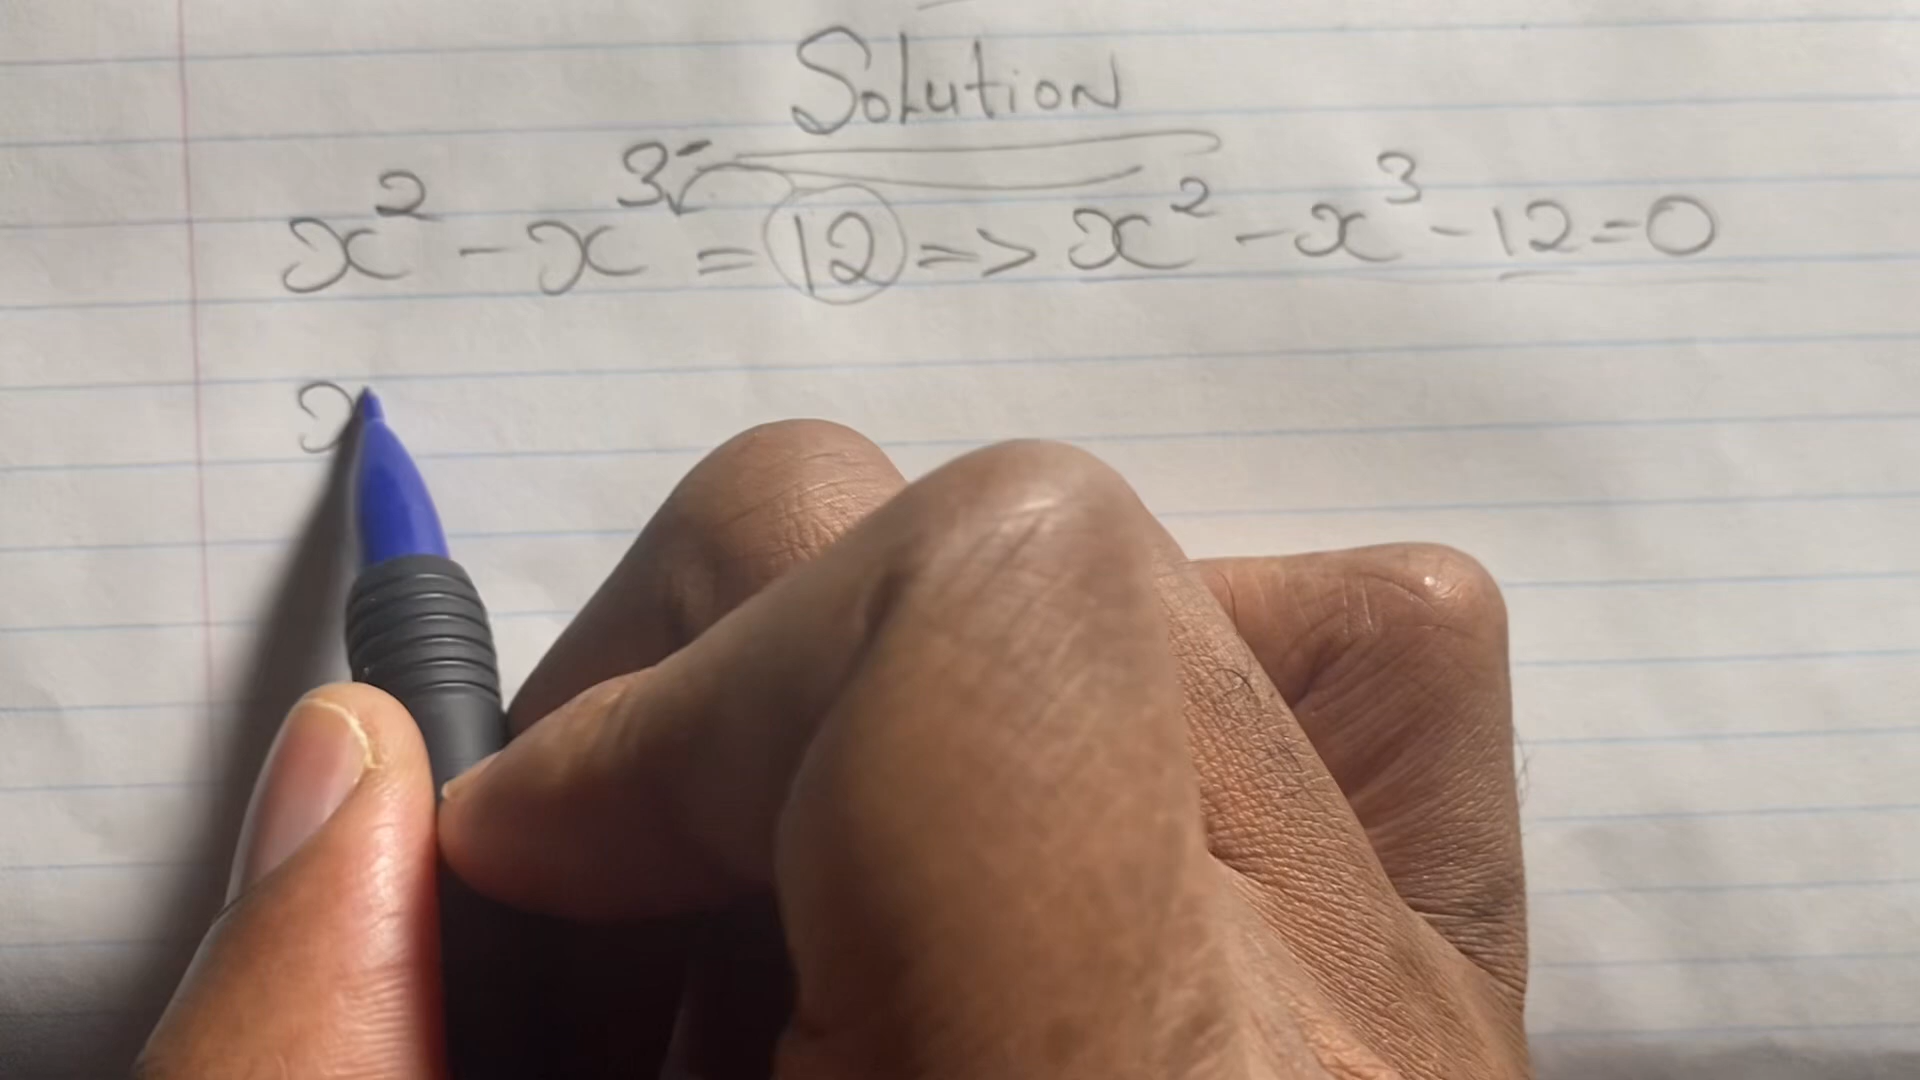 Solution
x² - x³ = 12 => x² - x³ - 12 = 0
x